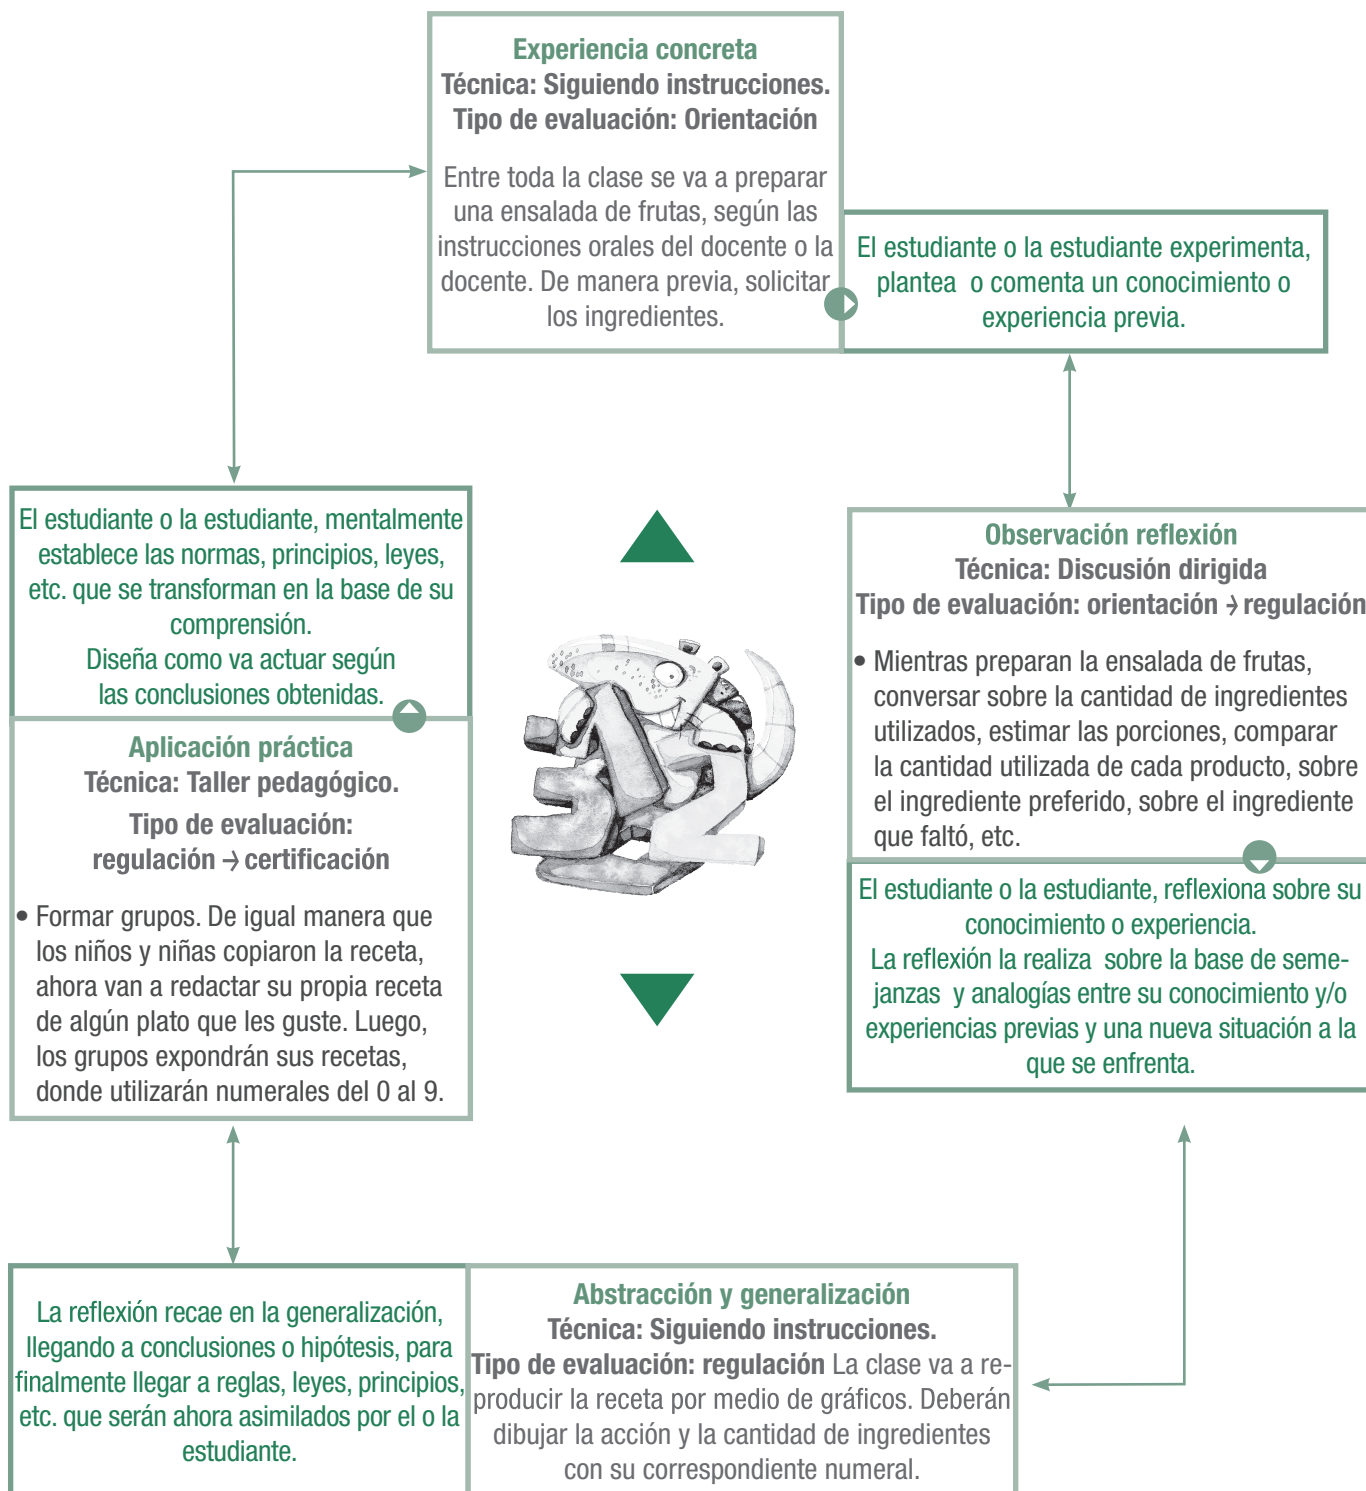 Experiencia concreta
Técnica: Siguiendo instrucciones.
Tipo de evaluación: Orientación
Entre toda la clase se va a preparar
una ensalada de frutas, según las
instrucciones orales del docente o la
docente. De manera previa, solicitar
los ingredientes.
El estudiante o la estudiante experimenta,
plantea o comenta un conocimiento o
experiencia previa.
Observación reflexión
Técnica: Discusión dirigida
Tipo de evaluación: orientación → regulación
• Mientras preparan la ensalada de frutas,
conversar sobre la cantidad de ingredientes
utilizados, estimar las porciones, comparar
la cantidad utilizada de cada producto, sobre
el ingrediente preferido, sobre el ingrediente
que faltó, etc.
El estudiante o la estudiante, reflexiona sobre su
conocimiento o experiencia.
La reflexión la realiza sobre la base de seme-
janzas y analogías entre su conocimiento y/o
experiencias previas y una nueva situación a la
que se enfrenta.
Abstracción y generalización
Técnica: Siguiendo instrucciones.
Tipo de evaluación: regulación La clase va a re-
producir la receta por medio de gráficos. Deberán
dibujar la acción y la cantidad de ingredientes
con su correspondiente numeral.
La reflexión recae en la generalización,
llegando a conclusiones o hipótesis, para
finalmente llegar a reglas, leyes, principios,
etc. que serán ahora asimilados por el o la
estudiante.
El estudiante o la estudiante, mentalmente
establece las normas, principios, leyes,
etc. que se transforman en la base de su
comprensión.
Diseña como va actuar según
las conclusiones obtenidas.
Aplicación práctica
Técnica: Taller pedagógico.
Tipo de evaluación:
regulación → certificación
• Formar grupos. De igual manera que
los niños y niñas copiaron la receta,
ahora van a redactar su propia receta
de algún plato que les guste. Luego,
los grupos expondrán sus recetas,
donde utilizarán numerales del 0 al 9.